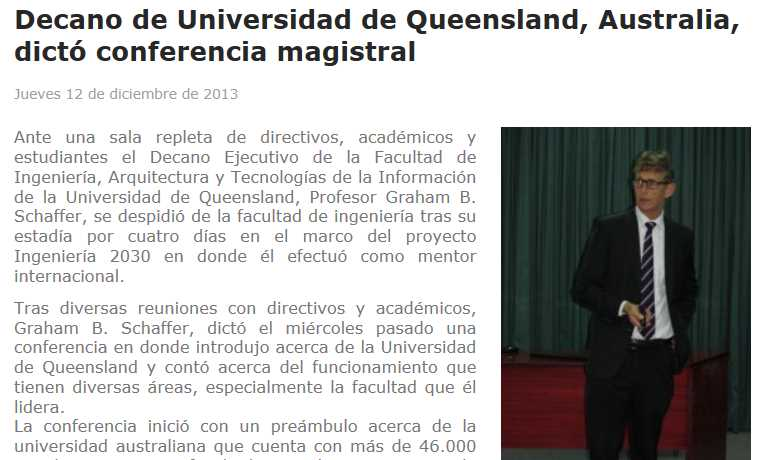 Decano de Universidad de Queensland, Australia,
dictó conferencia magistral
Jueves 12 de diciembre de 2013
Ante una sala repleta de directivos, académicos y
estudiantes el Decano Ejecutivo de la Facultad de
Ingeniería, Arquitectura y Tecnologías de la Información
de la Universidad de Queensland, Profesor Graham B.
Schaffer, se despidió de la facultad de ingeniería tras su
estadía por cuatro días en el marco del proyecto
Ingeniería 2030 en donde él efectuó como mentor
internacional.
Tras diversas reuniones con directivos y académicos,
Graham B. Schaffer, dictó el miércoles pasado una
conferencia en donde introdujo acerca de la Universidad
de Queensland y contó acerca del funcionamiento que
tienen diversas áreas, especialmente la facultad que él
lidera.
La conferencia inició con un preámbulo acerca de la
universidad australiana que cuenta con más de 46.000